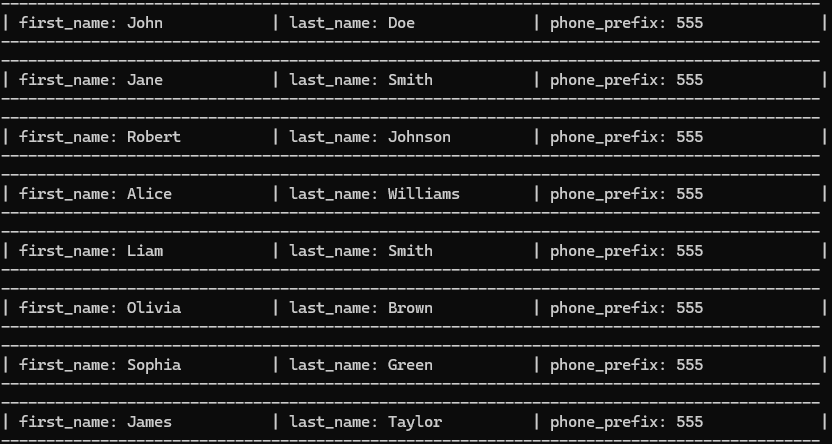 | first_name: John | last_name: Doe | phone_prefix: 555 |
| first_name: Jane | last_name: Smith | phone_prefix: 555 |
| first_name: Robert | last_name: Johnson | phone_prefix: 555 |
| first_name: Alice | last_name: Williams | phone_prefix: 555 |
| first_name: Liam | last_name: Smith | phone_prefix: 555 |
| first_name: Olivia | last_name: Brown | phone_prefix: 555 |
| first_name: Sophia | last_name: Green | phone_prefix: 555 |
| first_name: James | last_name: Taylor | phone_prefix: 555 |